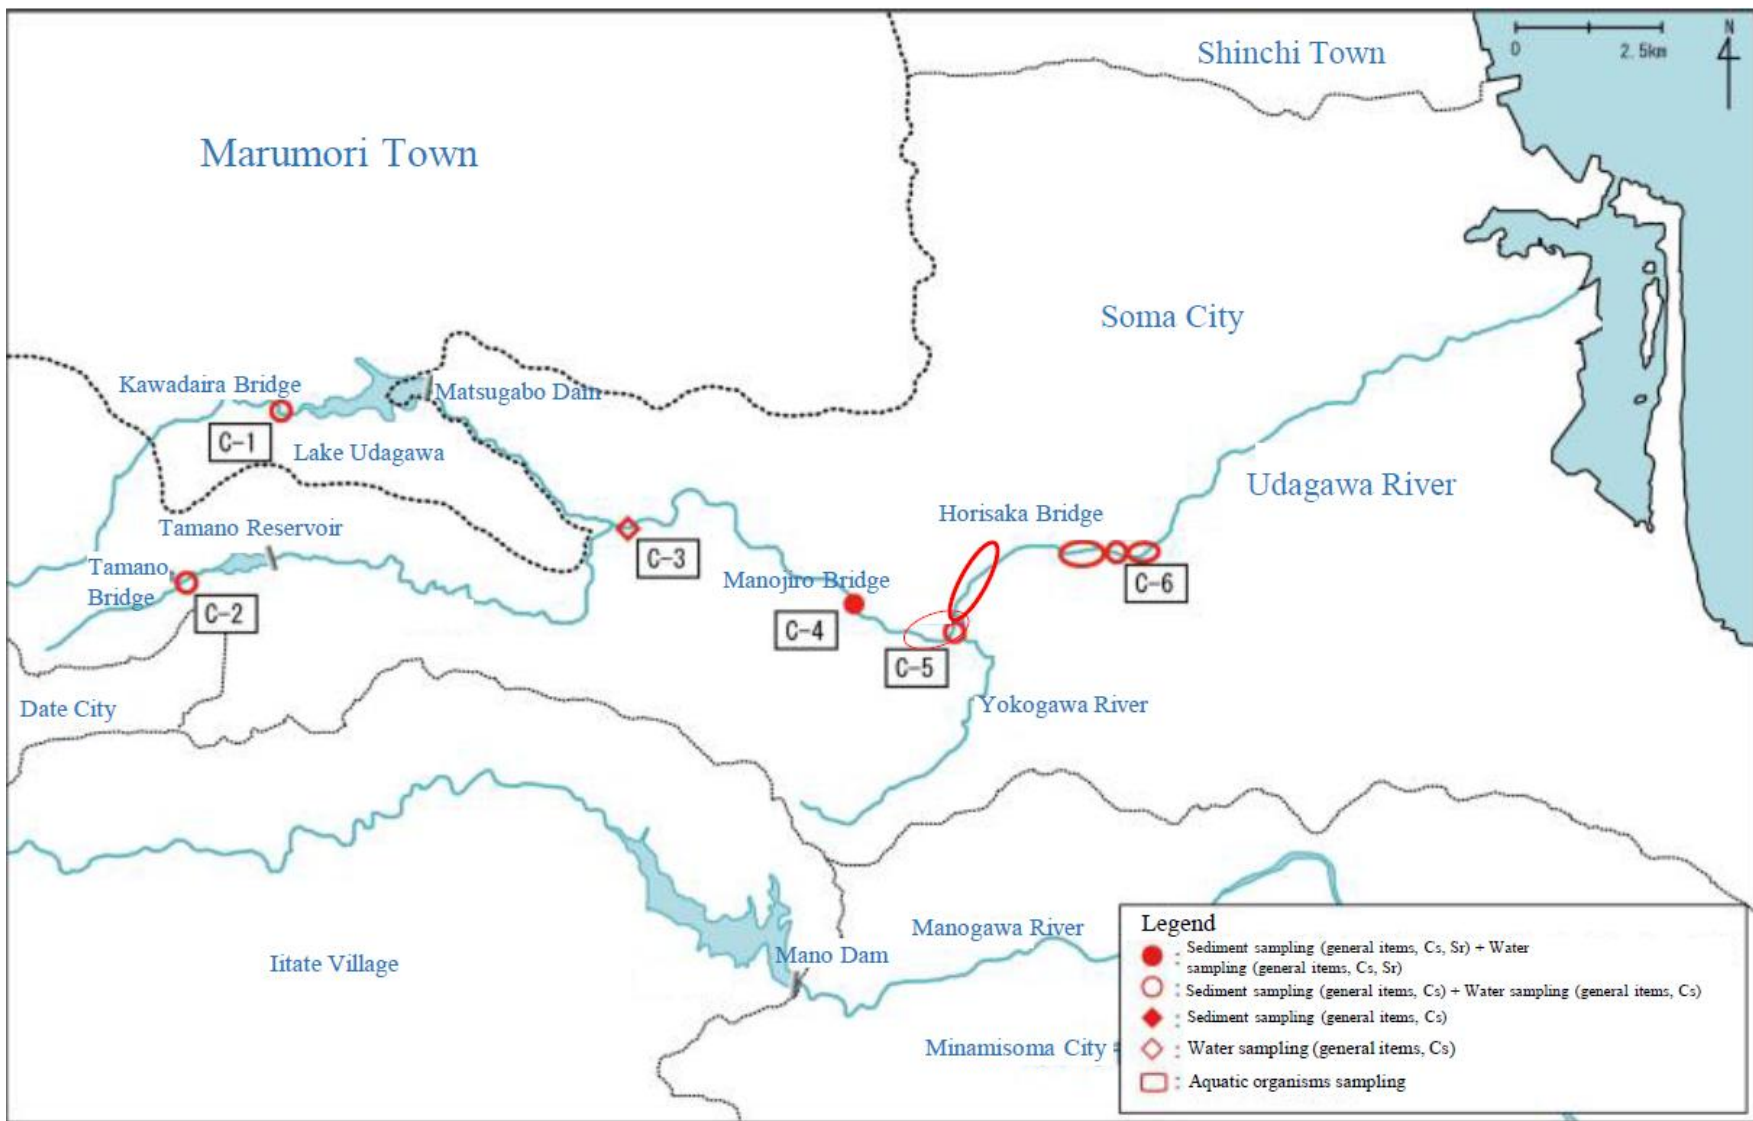 Shinchi Town
N
0
2.5km
Marumori Town
Soma City
Kawadaira Bridge
Matsugabo Dam
C-1
Lake Udagawa
Udagawa River
Horisaka Bridge
Tamano Reservoir
Tamano
Bridge
C-3
Manojiro Bridge
C-6
C-2
C-4
C-5
Date City
Yokogawa River
Manogawa River
Mano Dam
Iitate Village
Minamisoma City
Legend
: Sediment sampling (general items, Cs, Sr) + Water
sampling (general items, Cs, Sr)
: Sediment sampling (general items, Cs) + Water sampling (general items, Cs)
: Sediment sampling (general items, Cs)
: Water sampling (general items, Cs)
: Aquatic organisms sampling